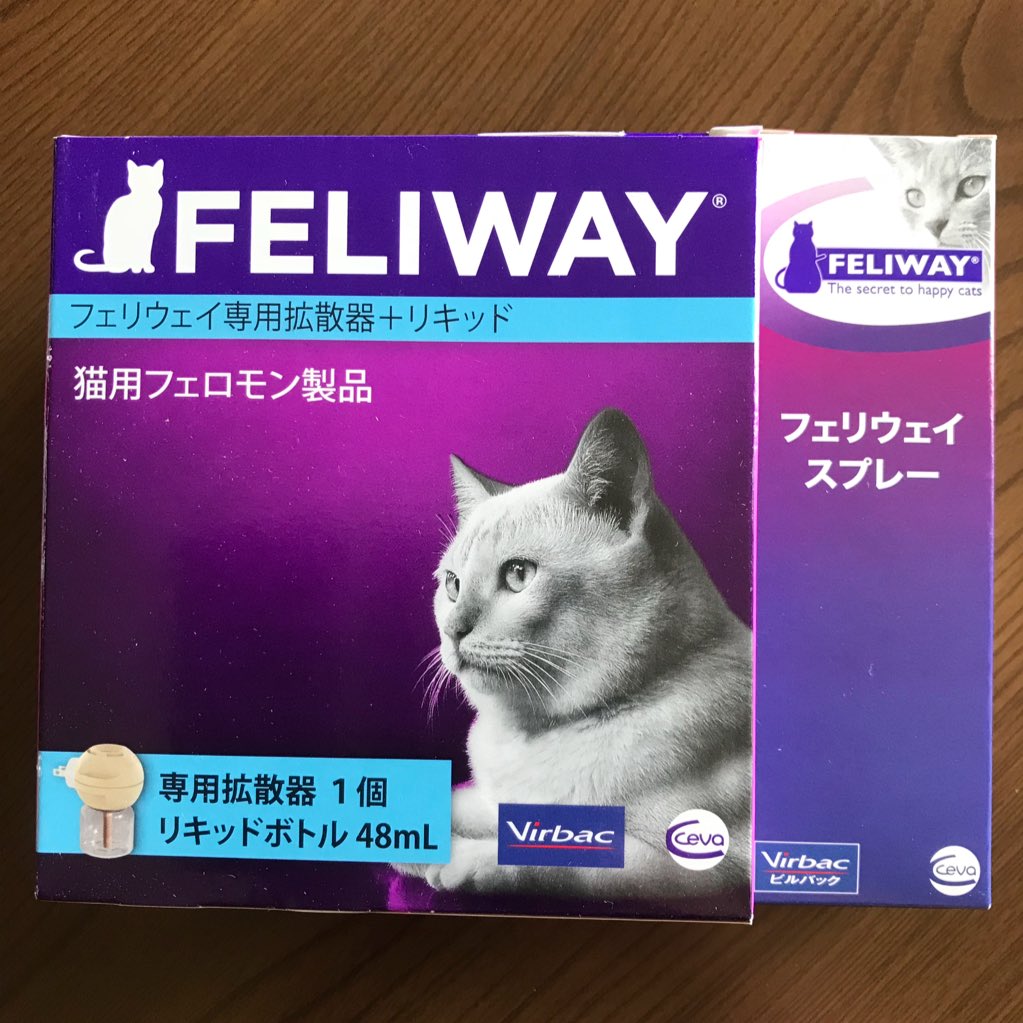 FELIWAY®
フェリウェイ専用拡散器＋リキッド
猫用フェロモン製品
専用拡散器 1個
リキッドボトル 48mL
Virbac
Ceva
FELIWAY®
The secret to happy cats
フェリウェイ
スプレー
Virbac
ビルバック
Ceva